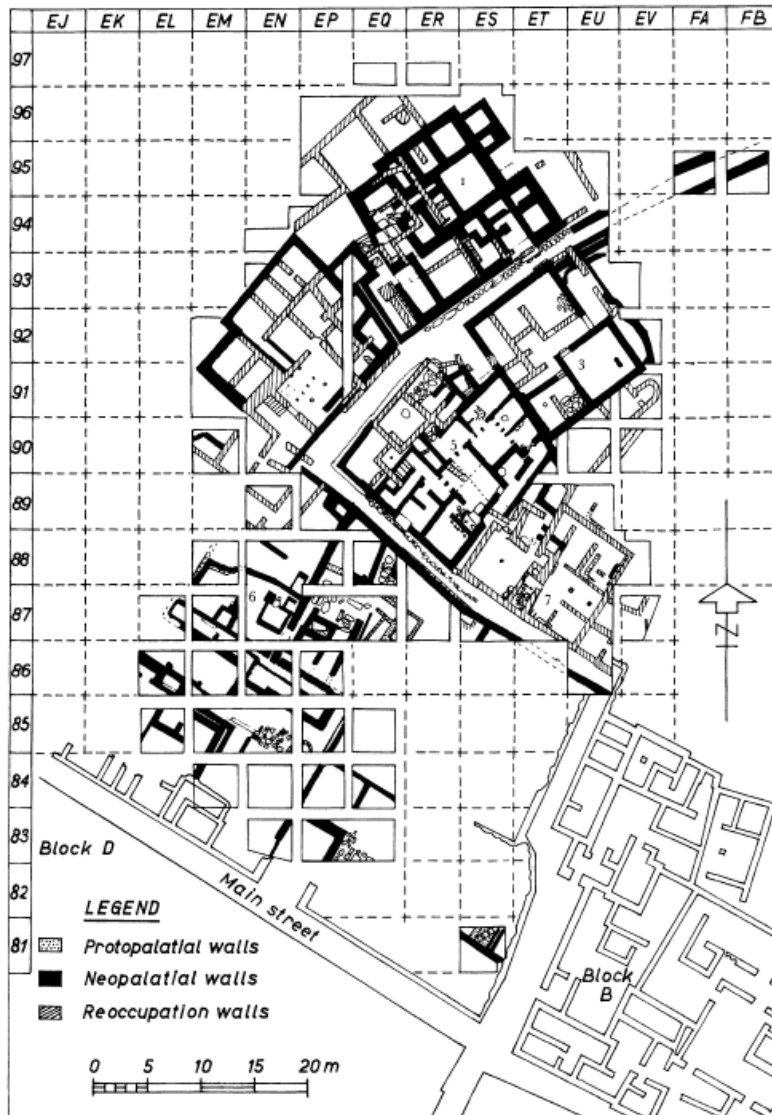 EJ EK EL EM EN EP EQ ER ES ET EU EV FA FB
97
96
95
1
94
93
92
3
91
90
5
89
88
6
87
7
N
86
85
84
83
Block D
82
Main street
LEGEND
81
Protopalatial walls
Neopalatial walls
Block
B
Reoccupation walls
0 5 10 15 20 m